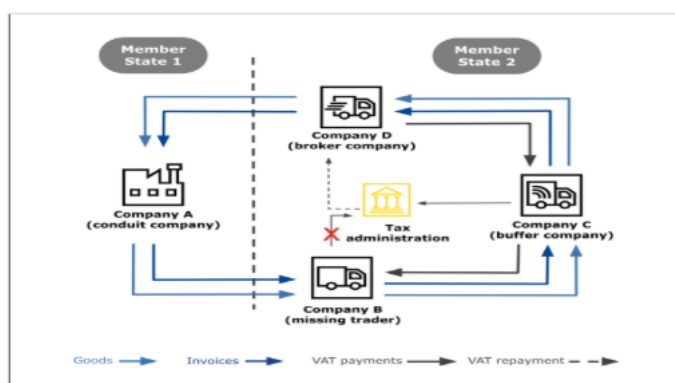 Member
State 1
Member
State 2
Company D
(broker company)
Company A
(conduit company)
Tax
administration
Company C
(buffer company)
Company B
(missing trader)
Goods
Invoices
VAT payments
VAT repayment